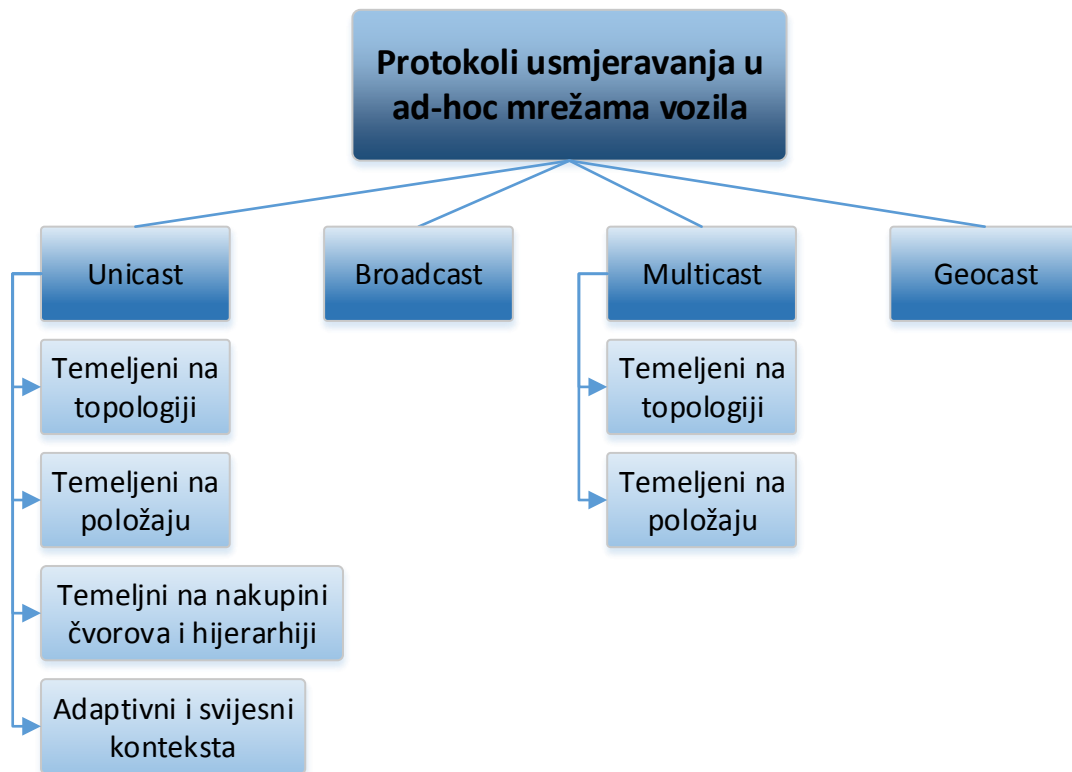 Protokoli usmjeravanja u
ad-hoc mrežama vozila
Unicast
Broadcast
Multicast
Geocast
Temeljeni na
topologiji
Temeljeni na
položaju
Temeljni na nakupini
čvorova i hijerarhiji
Adaptivni i svijesni
konteksta
Temeljeni na
topologiji
Temeljeni na
položaju